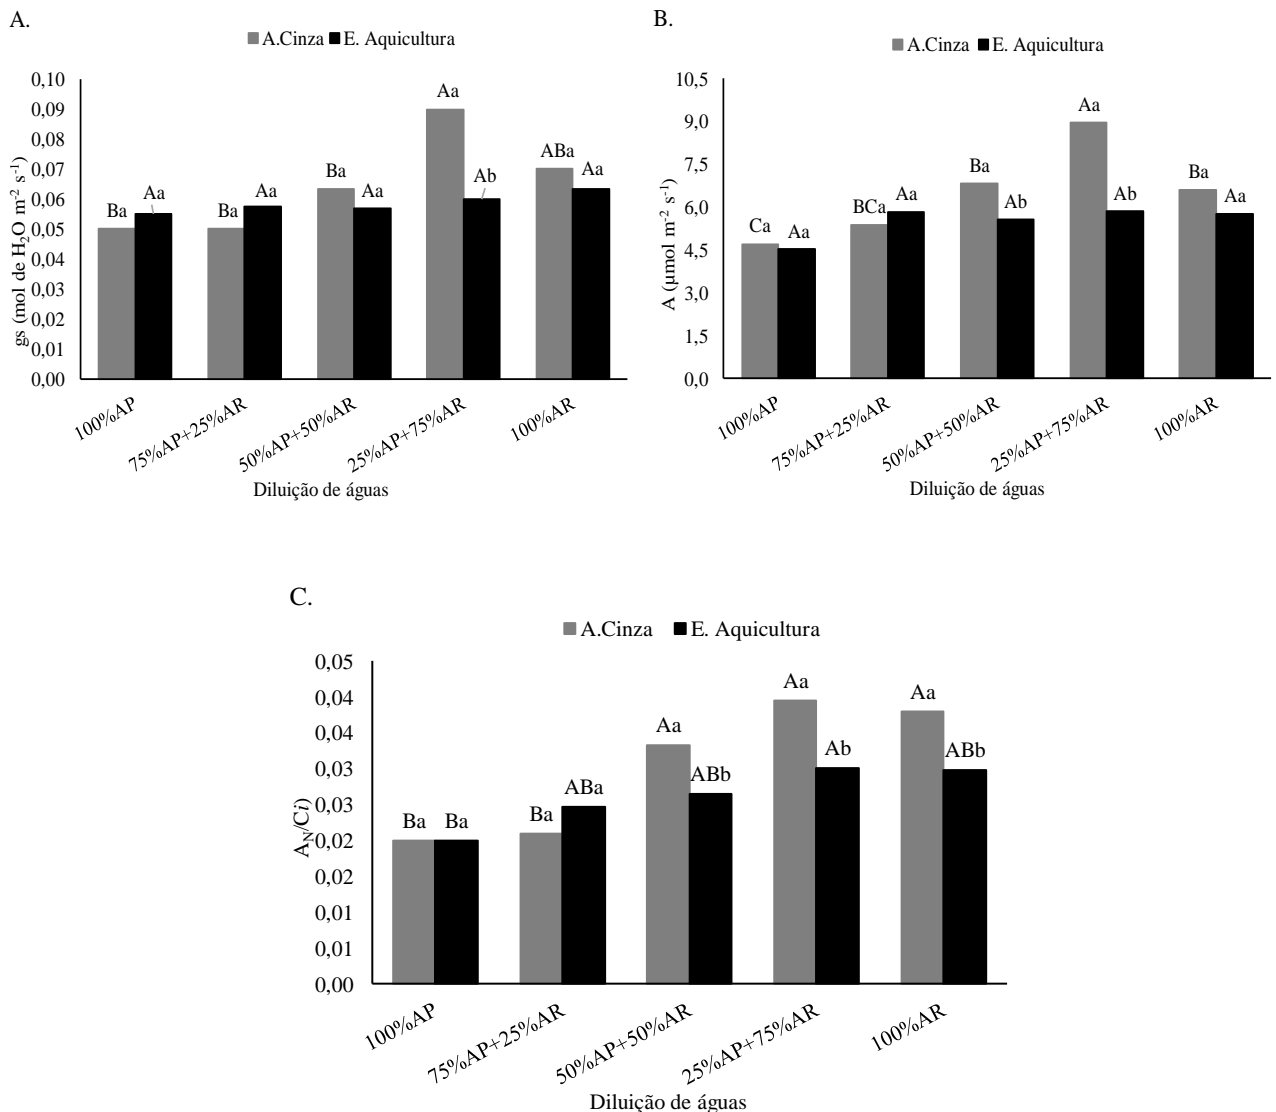 A.
A.Cinza E. Aquicultura
gs (mol de H₂O m⁻² s⁻¹)
0,10
0,09
0,08
0,07
0,06
0,05
0,04
0,03
0,02
0,01
0,00
Ba Aa Ba Aa Ba Aa Aa Ab ABa Aa
100%AP 75%AP+25%AR 50%AP+50%AR 25%AP+75%AR 100%AR
Diluição de águas
B.
A.Cinza E. Aquicultura
A (µmol m⁻² s⁻¹)
10,5
9,0
7,5
6,0
4,5
3,0
1,5
0,0
Ca Aa BCa Aa Ba Ab Aa Ab Ba Aa
100%AP 75%AP+25%AR 50%AP+50%AR 25%AP+75%AR 100%AR
Diluição de águas
C.
A.Cinza E. Aquicultura
A_N/Ci
0,05
0,04
0,04
0,03
0,03
0,02
0,02
0,01
0,01
0,00
Ba Ba Ba ABa Aa ABb Aa Ab Aa ABb
100%AP 75%AP+25%AR 50%AP+50%AR 25%AP+75%AR 100%AR
Diluição de águas